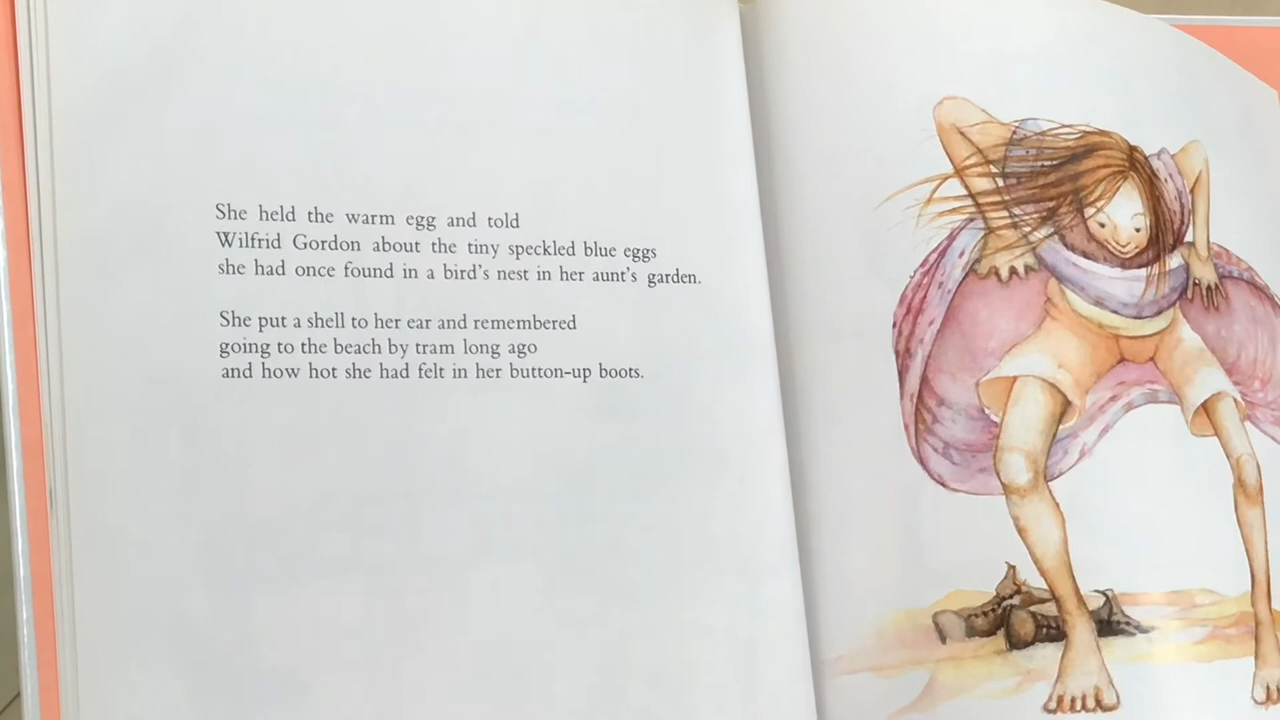 She held the warm egg and told
Wilfrid Gordon about the tiny speckled blue eggs
she had once found in a bird's nest in her aunt's garden.
She put a shell to her ear and remembered
going to the beach by tram long ago
and how hot she had felt in her button-up boots.